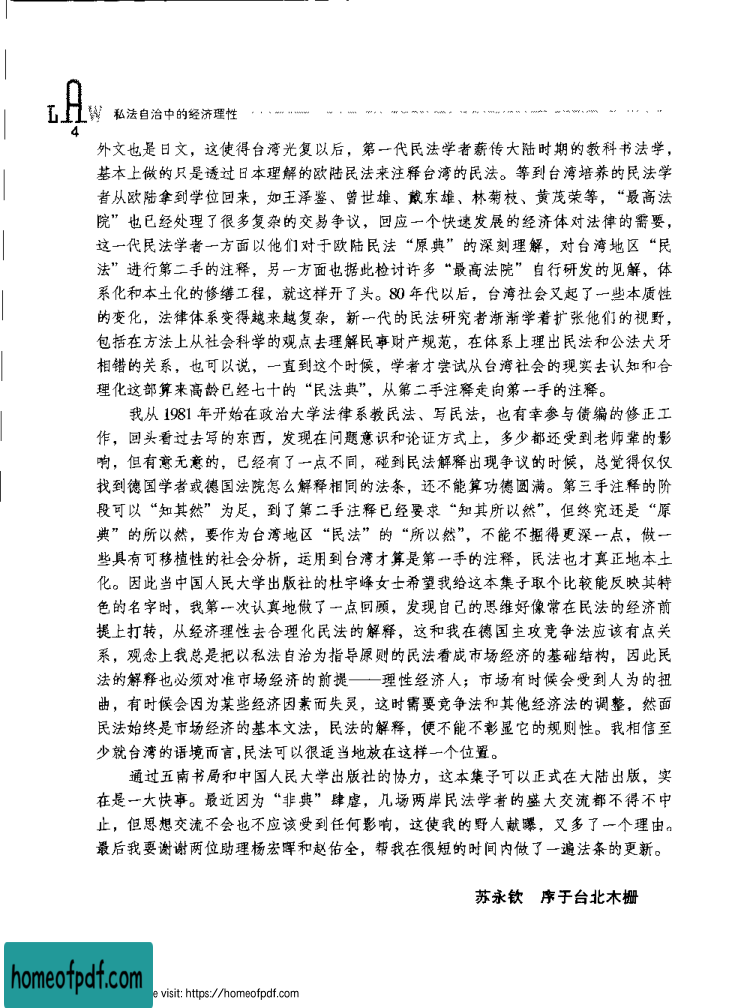 LAW 私法自治中的经济理性
4
外文也是日文，这使得台湾光复以后，第一代民法学者薪传大陆时期的教科书法学，
基本上做的只是透过日本理解的欧陆民法来注释台湾的民法。等到台湾培养的民法学
者从欧陆拿到学位回来，如王泽鉴、曾世雄、戴东雄、林菊枝、黄茂荣等，“最高法
院”也已经处理了很多复杂的交易争议，回应一个快速发展的经济体对法律的需要，
这一代民法学者一方面以他们对于欧陆民法“原典”的深刻理解，对台湾地区“民
法”进行第二手的注释，另一方面也据此检讨许多“最高法院”自行研发的见解、体
系化和本土化的修缮工程，就这样开了头。80 年代以后，台湾社会又起了一些本质性
的变化，法律体系变得越来越复杂，新一代的民法研究者渐渐学着扩张他们的视野，
包括在方法上从社会科学的观点去理解民事财产规范，在体系上理出民法和公法犬牙
相错的关系，也可以说，一直到这个时候，学者才尝试从台湾社会的现实去认知和合
理化这部算来高龄已经七十的“民法典”，从第二手注释走向第一手的注释。
我从 1981 年开始在政治大学法律系教民法、写民法，也有幸参与债编的修正工
作，回头看过去写的东西，发现在问题意识和论证方式上，多少都还受到老师辈的影
响，但有意无意的，已经有了一点不同，碰到民法解释出现争议的时候，总觉得仅仅
找到德国学者或德国法院怎么解释相同的法条，还不能算功德圆满。第三手注释的阶
段可以“知其然”为足，到了第二手注释已经要求“知其所以然”，但终究还是“原
典”的所以然，要作为台湾地区“民法”的“所以然”，不能不掘得更深一点，做一
些具有可移植性的社会分析，运用到台湾才算是第一手的注释，民法也才真正地本土
化。因此当中国人民大学出版社的杜宇峰女士希望我给这本集子取个比较能反映其特
色的名字时，我第一次认真地做了一点回顾，发现自己的思维好像常在民法的经济前
提上打转，从经济理性去合理化民法的解释，这和我在德国主攻竞争法应该有点关
系，观念上我总是把以私法自治为指导原则的民法看成市场经济的基础结构，因此民
法的解释也必须对准市场经济的前提——理性经济人；市场有时候会受到人为的扭
曲，有时候会因为某些经济因素而失灵，这时需要竞争法和其他经济法的调整，然而
民法始终是市场经济的基本文法，民法的解释，便不能不彰显它的规则性。我相信至
少就台湾的语境而言，民法可以很适当地放在这样一个位置。
通过五南书局和中国人民大学出版社的协力，这本集子可以正式在大陆出版，实
在是一大快事。最近因为“非典”肆虐，几场两岸民法学者的盛大交流都不得不中
止，但思想交流不会也不应该受到任何影响，这使我的野人献曝，又多了一个理由。
最后我要谢谢两位助理杨宏晖和赵佑全，帮我在很短的时间内做了一遍法条的更新。
苏永钦 序于台北木栅
homeofpdf.com
e visit: https://homeofpdf.com